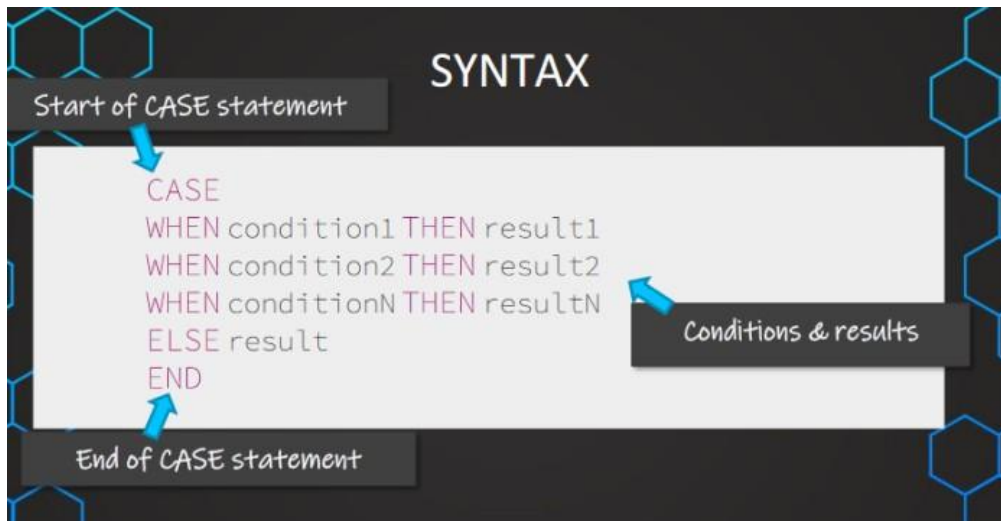 SYNTAX
Start of CASE statement
CASE
WHEN condition1 THEN result1
WHEN condition2 THEN result2
WHEN conditionN THEN resultN
ELSE result
END
Conditions & results
End of CASE statement